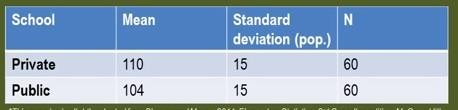 School Mean Standard deviation (pop.) N
Private 110 15 60
Public 104 15 60